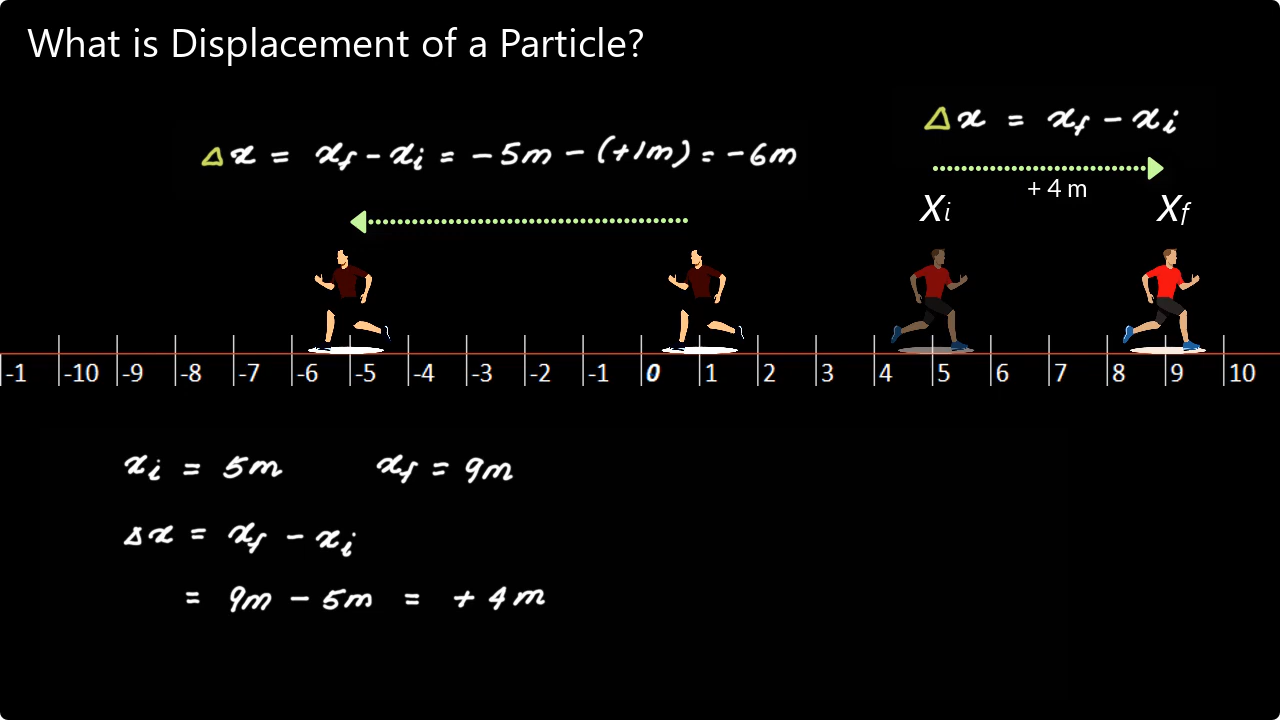 What is Displacement of a Particle?
Δx = xf - xi
Δx = xf - xi = -5m - (+1m) = -6m
+ 4 m
Xi Xf
-1 -10 -9 -8 -7 -6 -5 -4 -3 -2 -1 0 1 2 3 4 5 6 7 8 9 10
xi = 5m xf = 9m
Δx = xf - xi
= 9m - 5m = + 4m